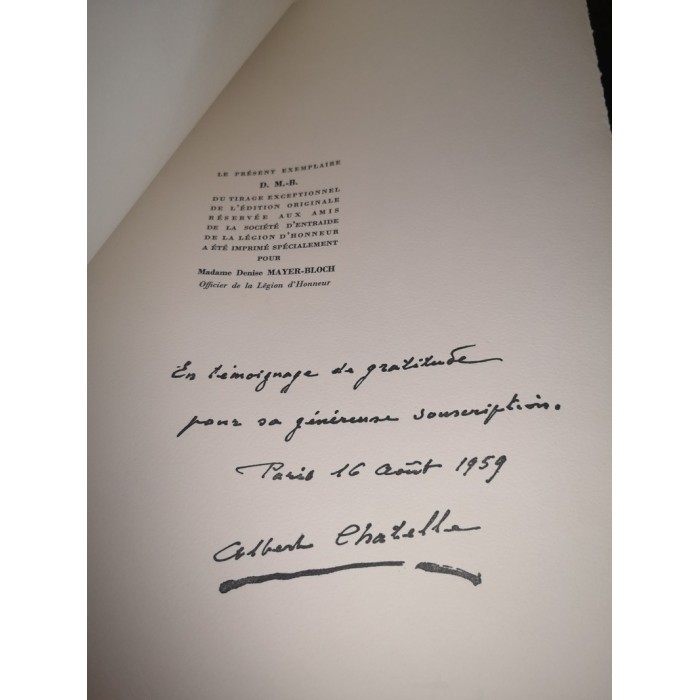 LE PRÉSENT EXEMPLAIRE
D. M.-B.
DU TIRAGE EXCEPTIONNEL
DE L'ÉDITION ORIGINALE
RÉSERVÉE AUX AMIS
DE LA SOCIÉTÉ D'ENTRAIDE
DE LA LÉGION D'HONNEUR
A ÉTÉ IMPRIMÉ SPÉCIALEMENT
POUR
Madame Denise MAYER-BLOCH
Officier de la Légion d'Honneur
En témoignage de gratitude
pour sa généreuse souscription.
Paris 16 Août 1959
Albert Chatelle